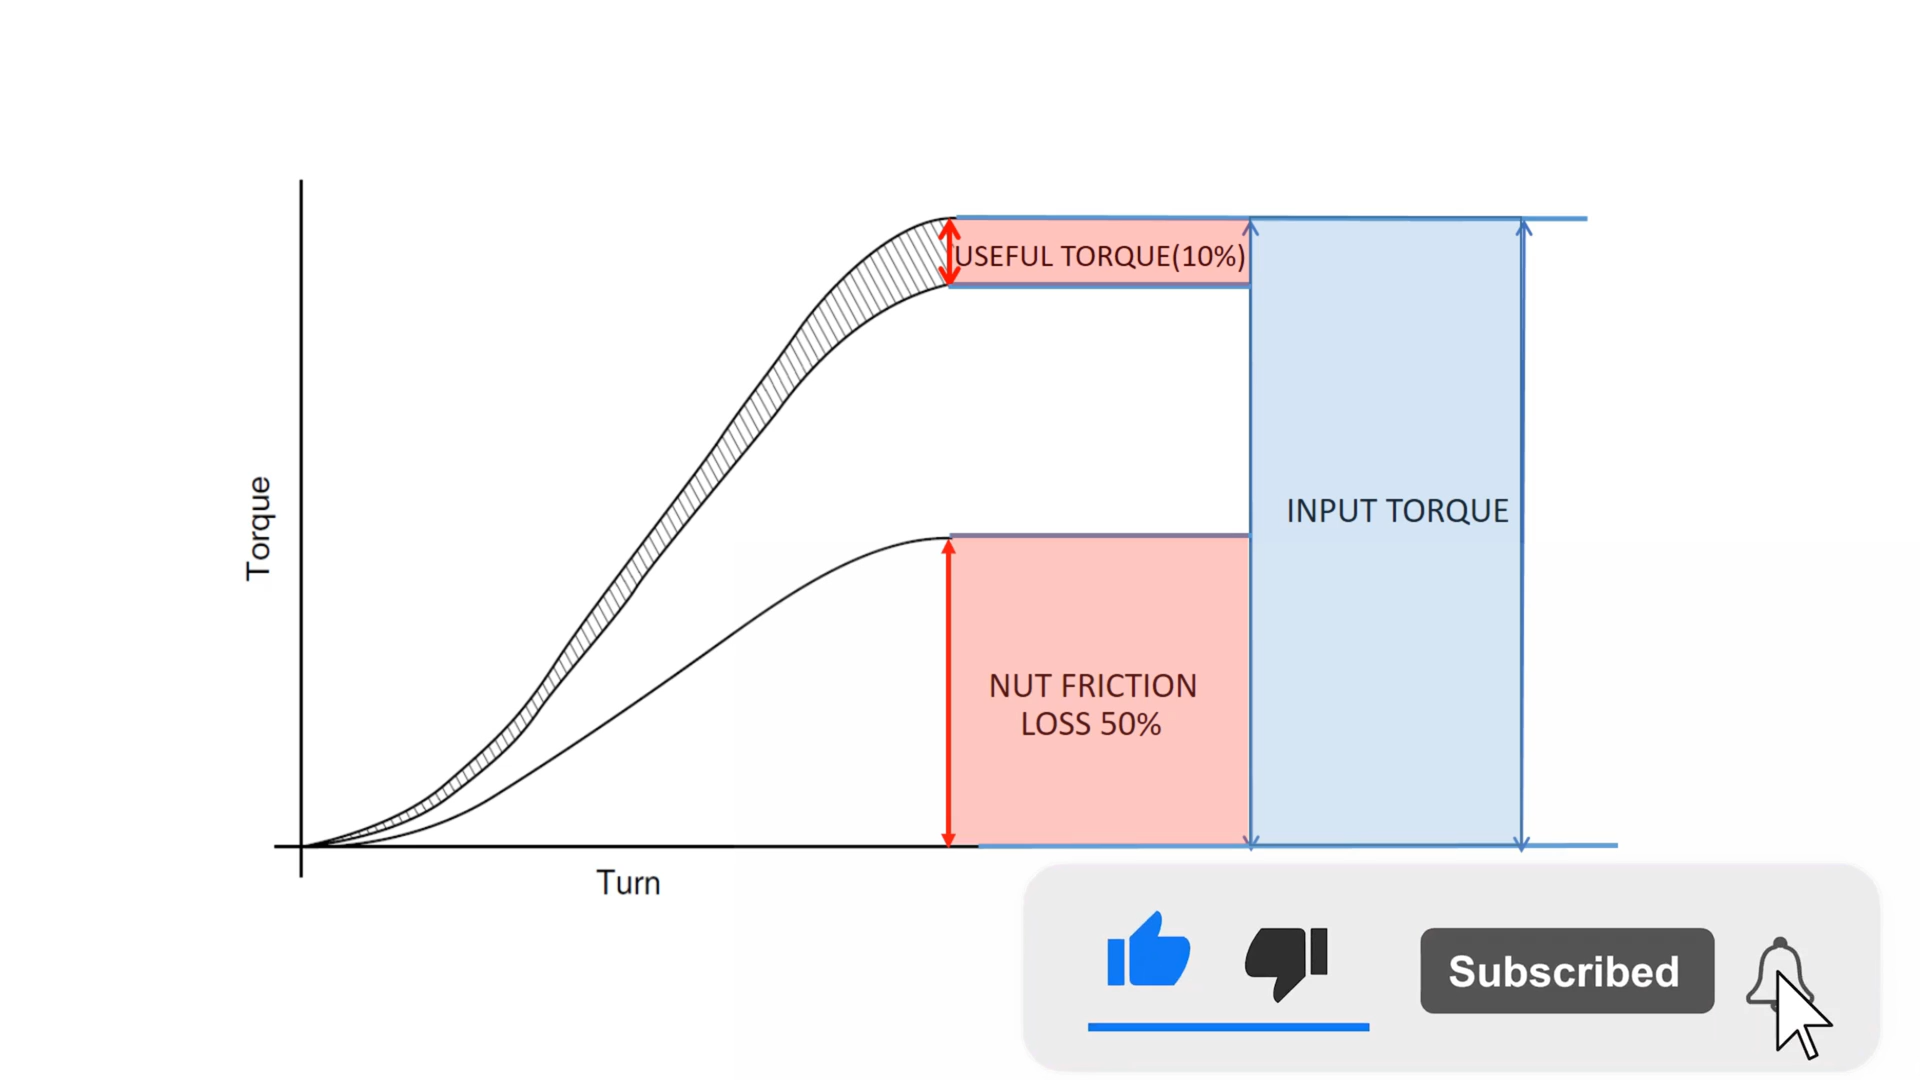 USEFUL TORQUE(10%)
Torque
INPUT TORQUE
NUT FRICTION
LOSS 50%
Turn
Subscribed